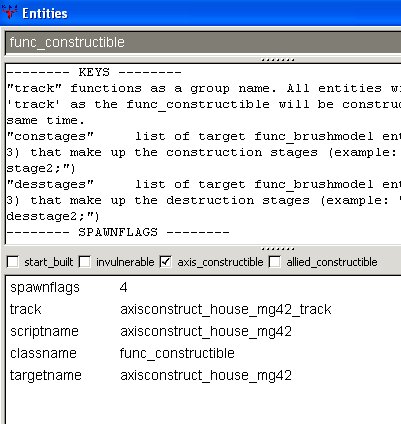 Entities
func_constructible
-------- KEYS --------
"track" functions as a group name. All entities wi
'track' as the func_constructible will be construc
same time.
"constages" list of target func_brushmodel ent
3) that make up the construction stages (example:
stage2;")
"desstages" list of target func_brushmodel ent
3) that make up the destruction stages (example: "
desstage2;")
-------- SPAWNFLAGS --------
start_built invulnerable axis_constructible allied_constructible
spawnflags 4
track axisconstruct_house_mg42_track
scriptname axisconstruct_house_mg42
classname func_constructible
targetname axisconstruct_house_mg42